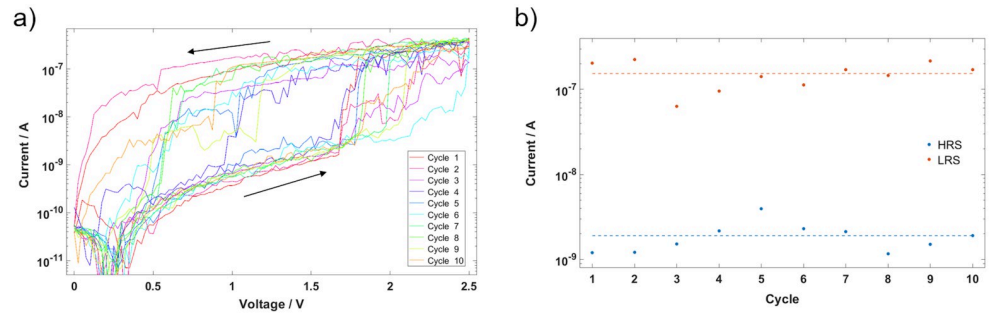 a)
Current / A
10-7
10-8
10-9
10-10
10-11
0
0.5
1
1.5
2
2.5
Voltage / V
Cycle 1
Cycle 2
Cycle 3
Cycle 4
Cycle 5
Cycle 6
Cycle 7
Cycle 8
Cycle 9
Cycle 10
b)
Current / A
10-7
10-8
10-9
1
2
3
4
5
6
7
8
9
10
Cycle
HRS
LRS